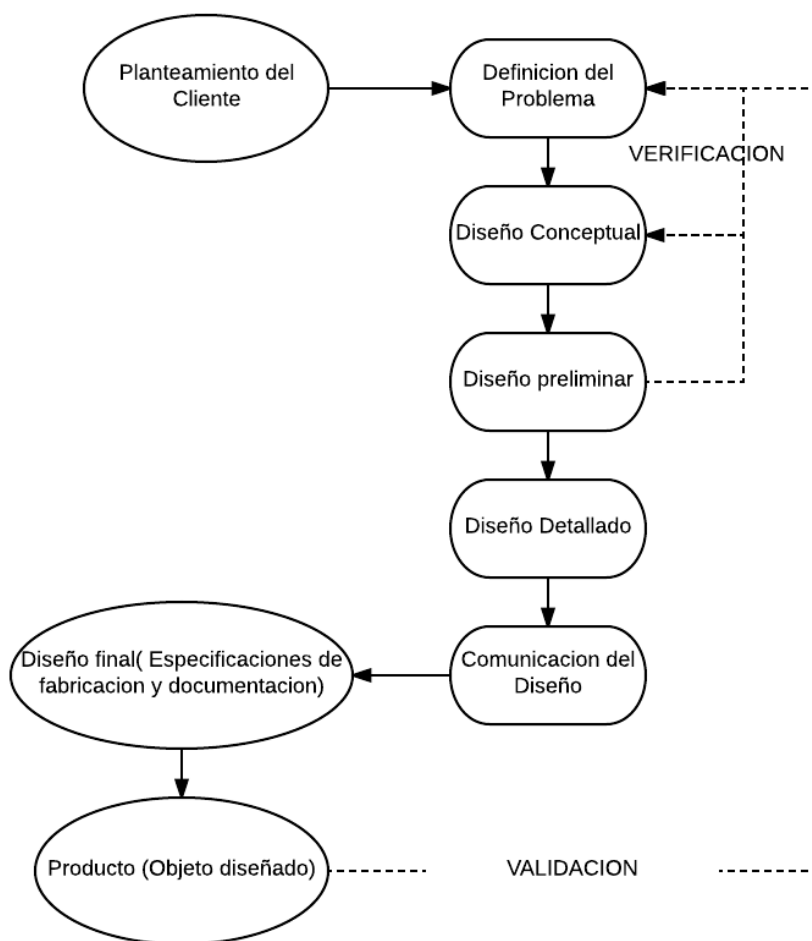 Planteamiento del
Cliente
Definicion del
Problema
VERIFICACION
Diseño Conceptual
Diseño preliminar
Diseño Detallado
Comunicacion del
Diseño
Diseño final( Especificaciones de
fabricacion y documentacion)
Producto (Objeto diseñado)
VALIDACION